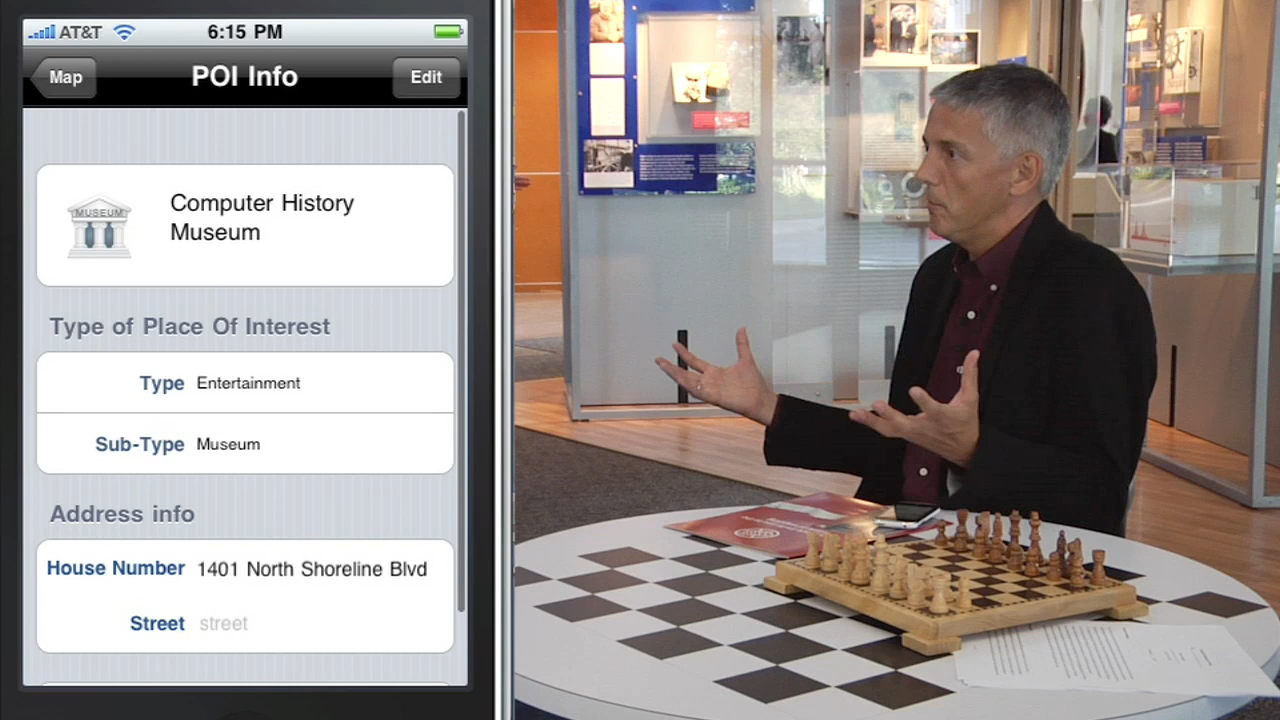 AT&T
6:15 PM
Map
POI Info
Edit
MUSEUM
Computer History
Museum
Type of Place Of Interest
Type Entertainment
Sub-Type Museum
Address info
House Number 1401 North Shoreline Blvd
Street street